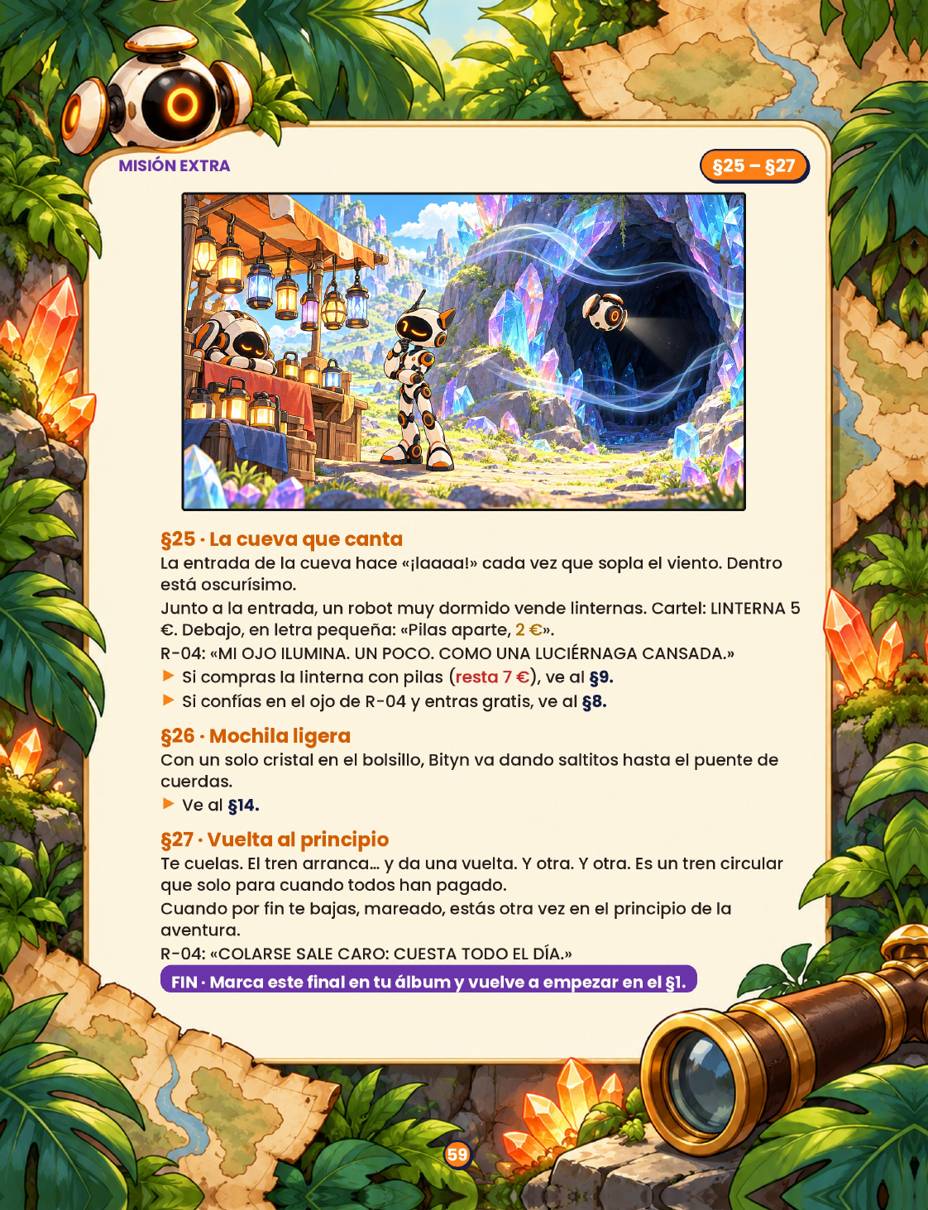 MISIÓN EXTRA
§25 – §27
§25 · La cueva que canta
La entrada de la cueva hace «¡laaaa!» cada vez que sopla el viento. Dentro
está oscurísimo.
Junto a la entrada, un robot muy dormido vende linternas. Cartel: LINTERNA 5
€. Debajo, en letra pequeña: «Pilas aparte, 2 €».
R-04: «MI OJO ILUMINA. UN POCO. COMO UNA LUCIÉRNAGA CANSADA.»
Si compras la linterna con pilas (resta 7 €), ve al §9.
Si confías en el ojo de R-04 y entras gratis, ve al §8.
§26 · Mochila ligera
Con un solo cristal en el bolsillo, Bityn va dando saltitos hasta el puente de
cuerdas.
Ve al §14.
§27 · Vuelta al principio
Te cuelas. El tren arranca… y da una vuelta. Y otra. Y otra. Es un tren circular
que solo para cuando todos han pagado.
Cuando por fin te bajas, mareado, estás otra vez en el principio de la
aventura.
R-04: «COLARSE SALE CARO: CUESTA TODO EL DÍA.»
FIN · Marca este final en tu álbum y vuelve a empezar en el §1.
59